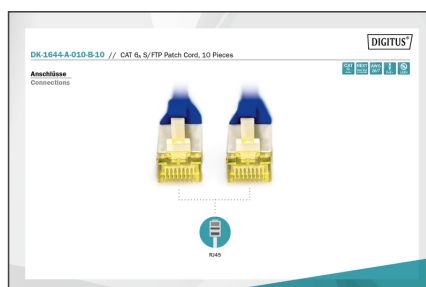 DIGITUS®
DK-1644-A-010-B-10 // CAT 6A S/FTP Patch Cord, 10 Pieces
Anschlüsse
Connections
RJ45